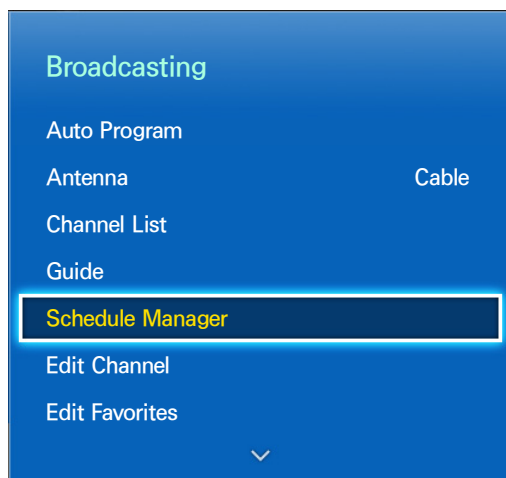 Broadcasting
Auto Program
Antenna Cable
Channel List
Guide
Schedule Manager
Edit Channel
Edit Favorites